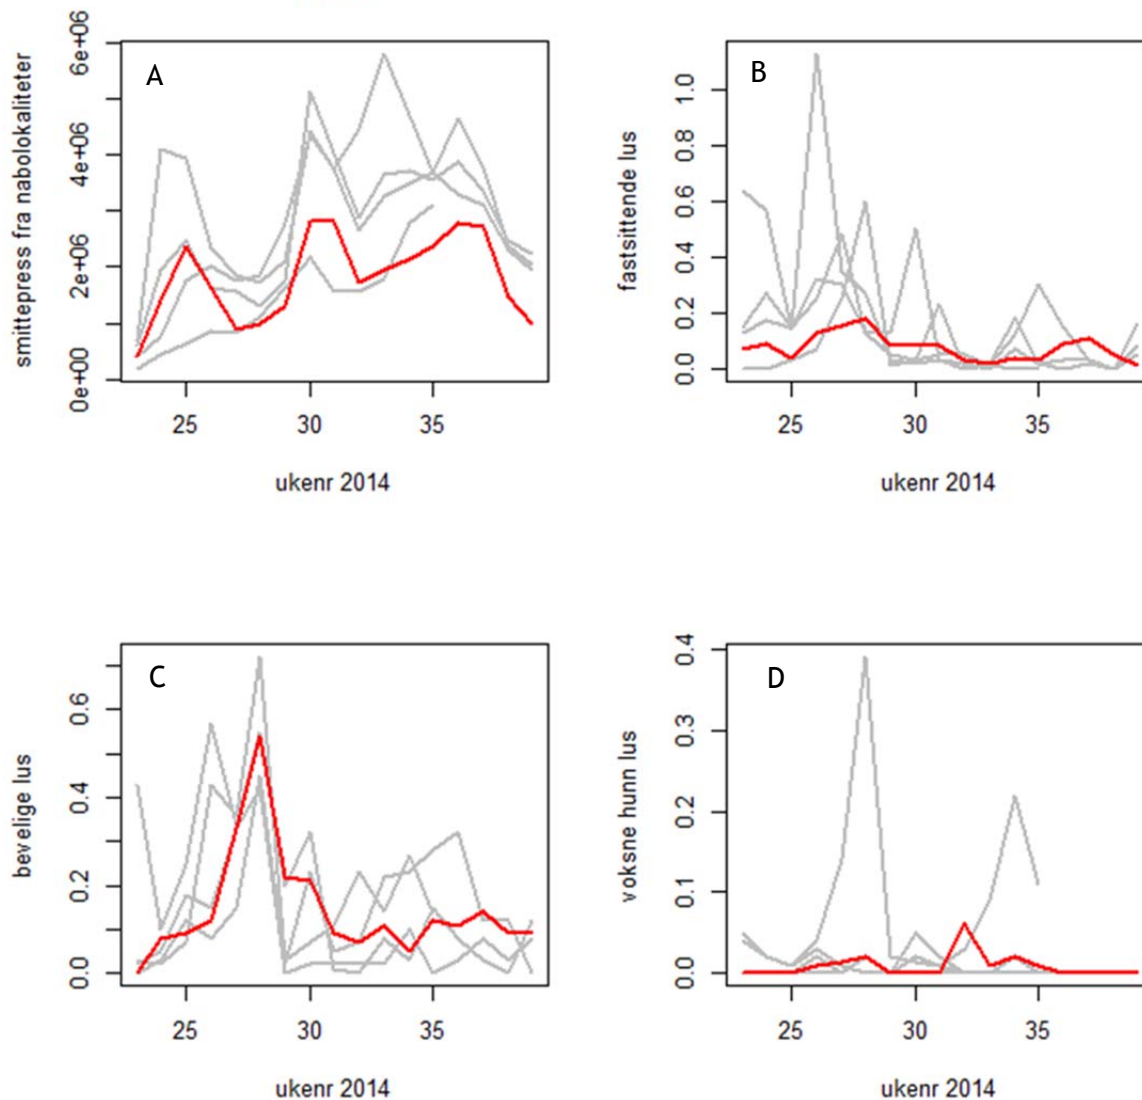 A
smittepress fra nabolokaliteter
0e+00 2e+06 4e+06 6e+06
25 30 35
ukenr 2014
B
fastsittende lus
0.0 0.2 0.4 0.6 0.8 1.0
25 30 35
ukenr 2014
C
bevelige lus
0.0 0.2 0.4 0.6
25 30 35
ukenr 2014
D
voksne hunn lus
0.0 0.1 0.2 0.3 0.4
25 30 35
ukenr 2014